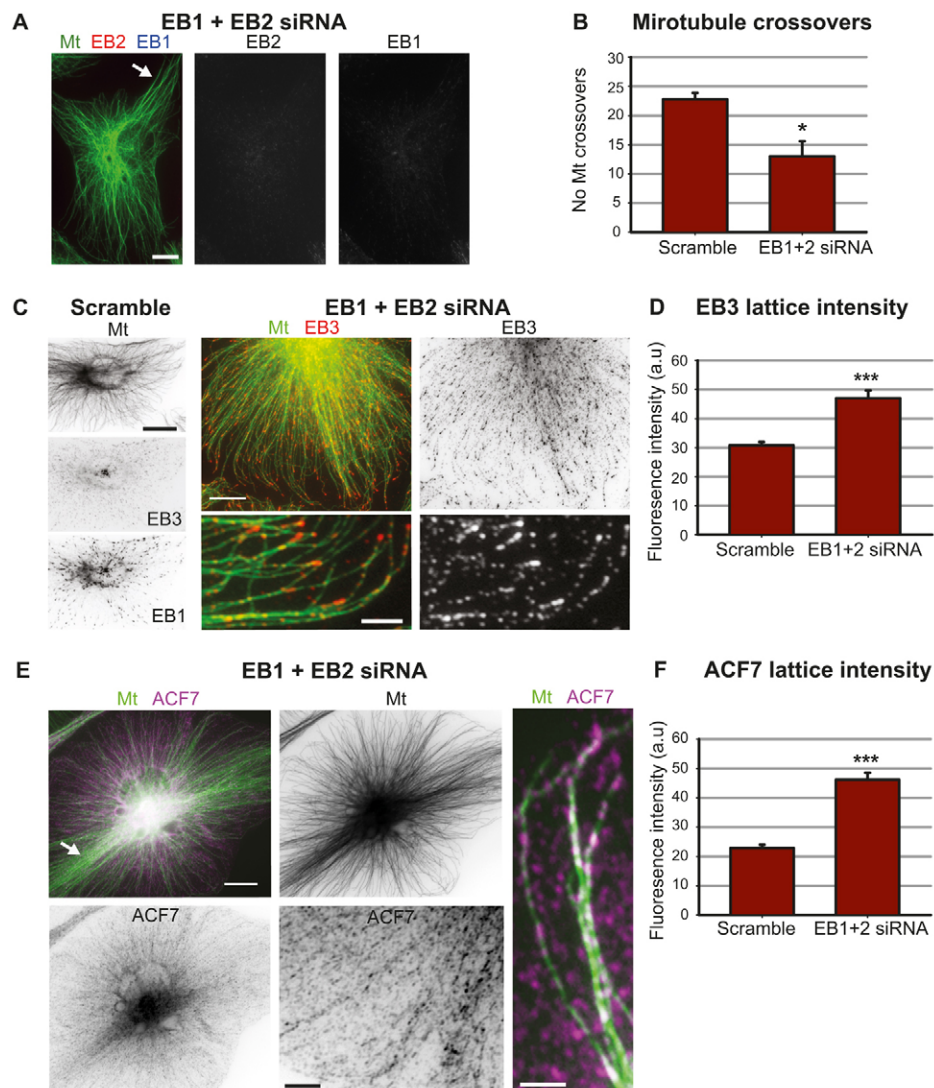 A
EB1 + EB2 siRNA
Mt EB2 EB1
EB2
EB1
B
Mirotubule crossovers
No Mt crossovers
30
25
20
15
10
5
0
*
Scramble
EB1+2 siRNA
C
Scramble
Mt
EB3
EB1
EB1 + EB2 siRNA
Mt EB3
EB3
D
EB3 lattice intensity
Fluoresence intensity (a.u)
60
50
40
30
20
10
0
***
Scramble
EB1+2 siRNA
E
EB1 + EB2 siRNA
Mt ACF7
Mt
Mt ACF7
ACF7
ACF7
F
ACF7 lattice intensity
Fluoresence intensity (a.u)
60
50
40
30
20
10
0
***
Scramble
EB1+2 siRNA